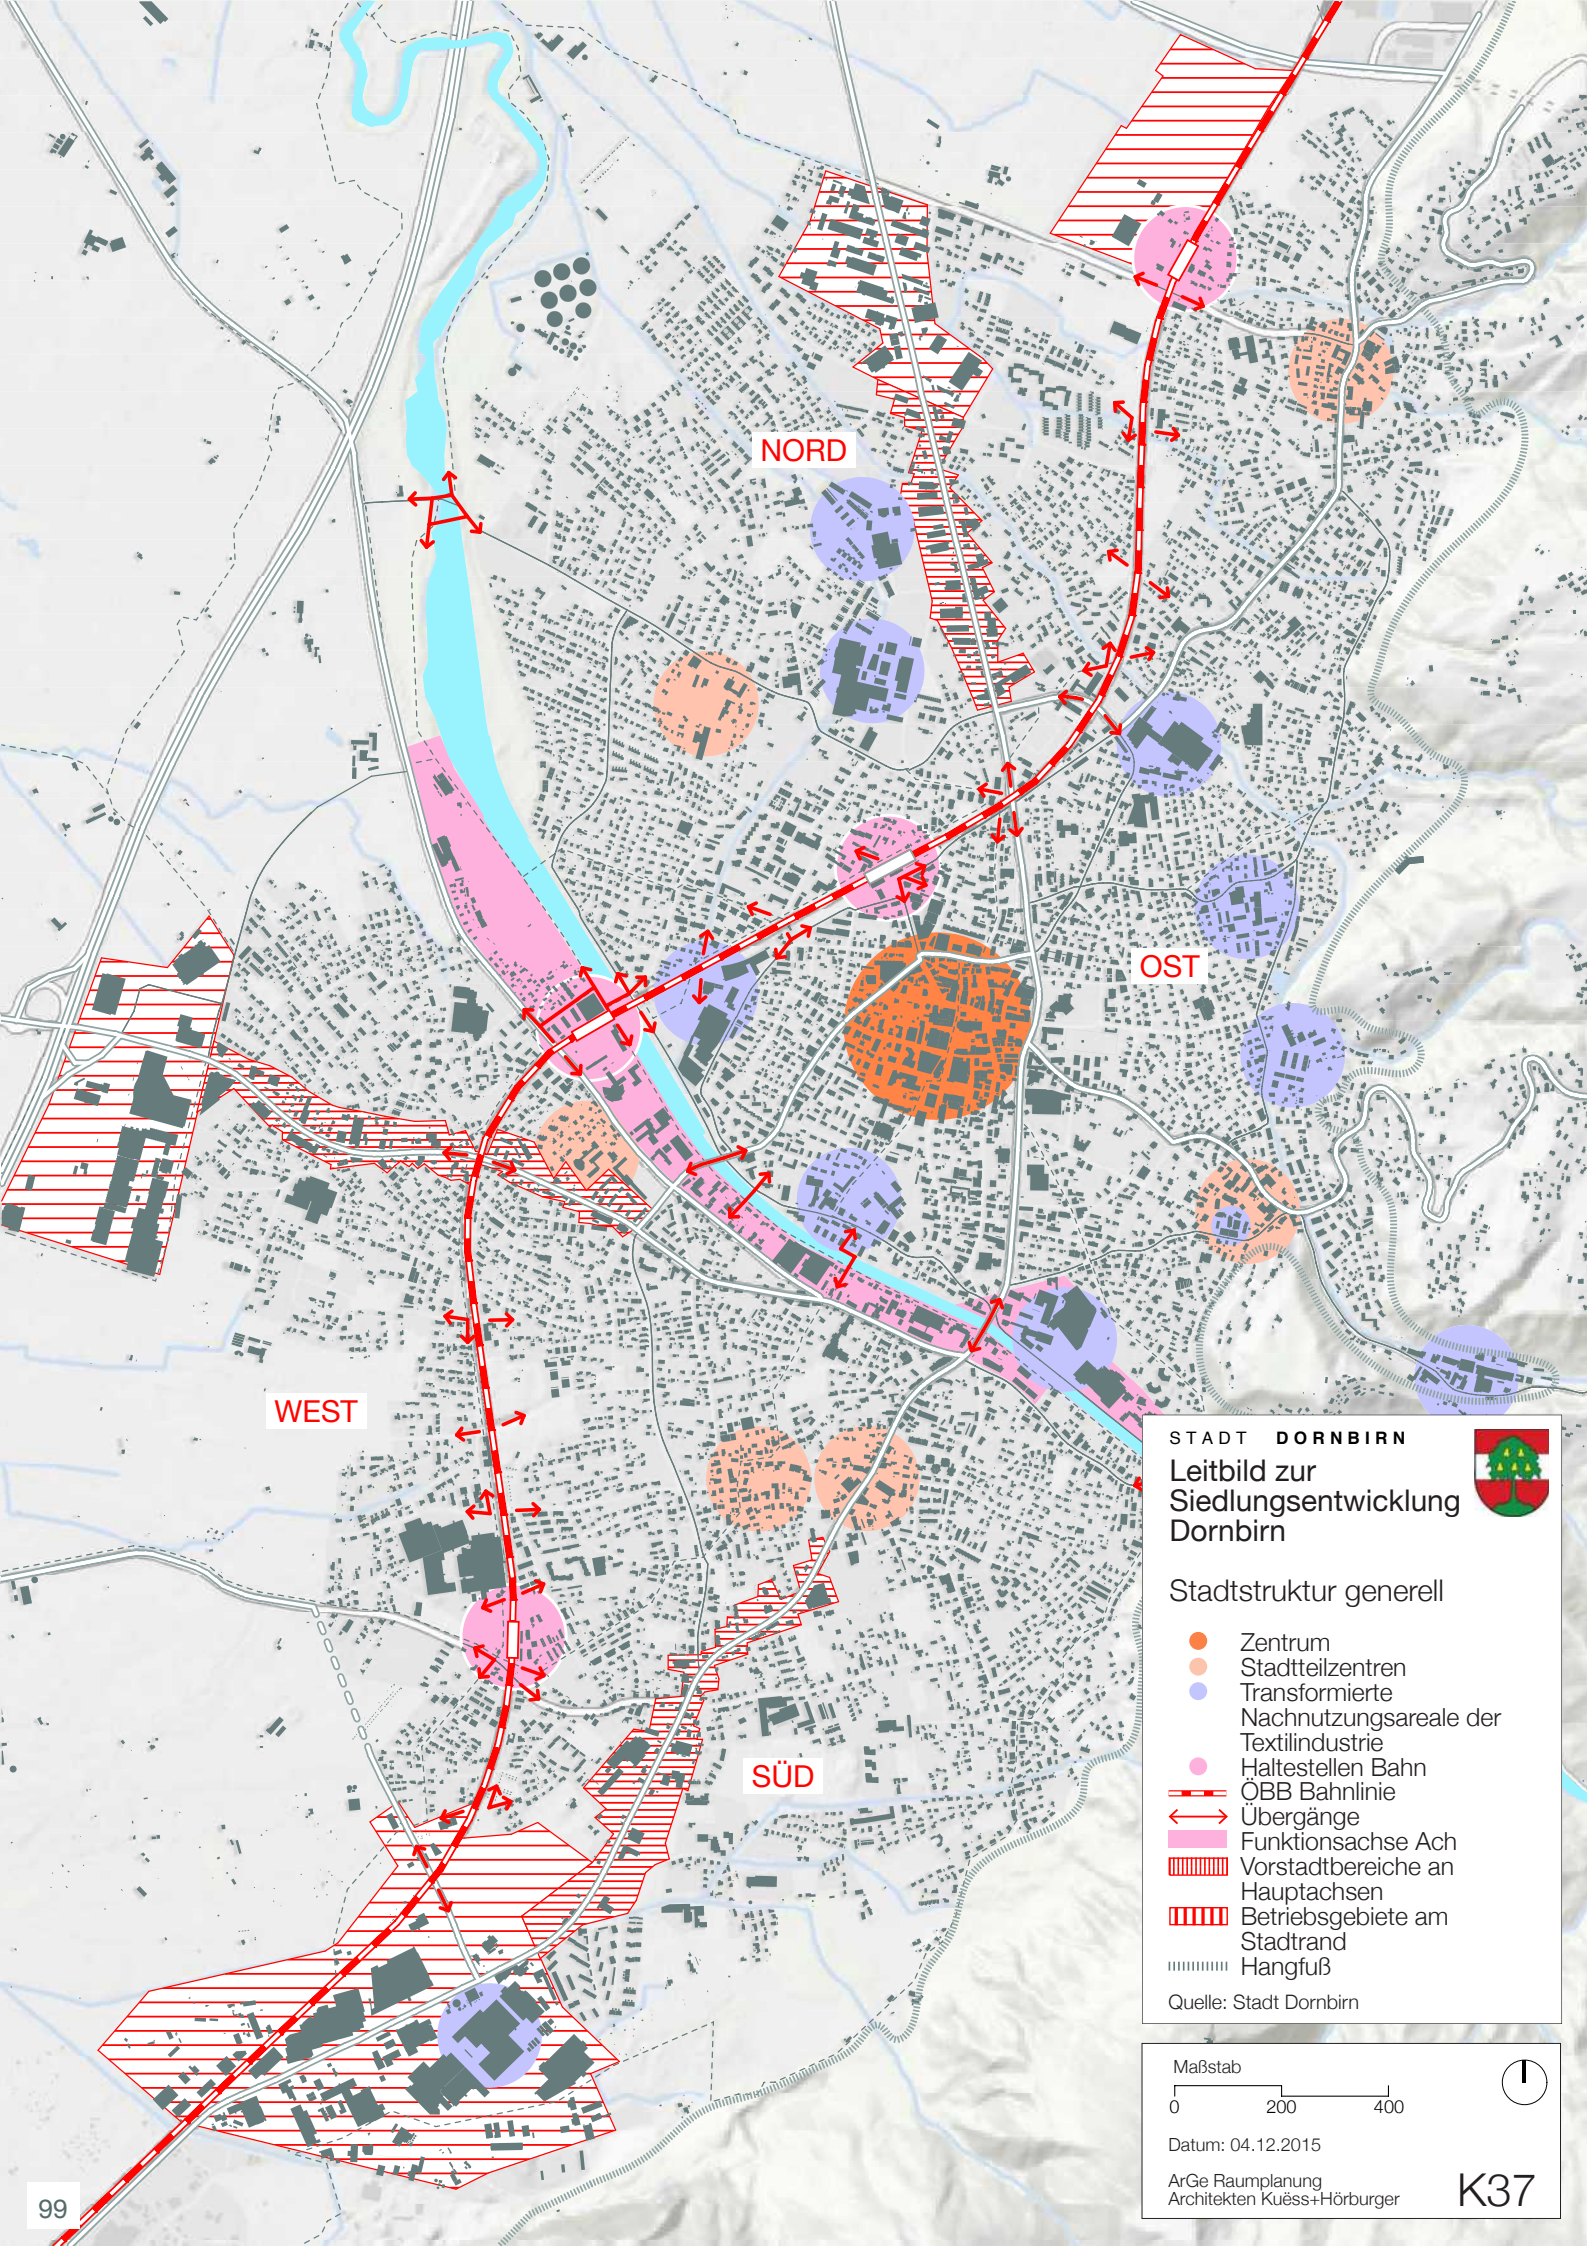 NORD
OST
WEST
SÜD
STADT DORNBIRN
Leitbild zur
Siedlungsentwicklung
Dornbirn
Stadtstruktur generell
Zentrum
Stadtteilzentren
Transformierte
Nachnutzungsareale der
Textilindustrie
Haltestellen Bahn
ÖBB Bahnlinie
Übergänge
Funktionsachse Ach
Vorstadtbereiche an
Hauptachsen
Betriebsgebiete am
Stadtrand
Hangfuß
Quelle: Stadt Dornbirn
Maßstab
0 200 400
Datum: 04.12.2015
ArGe Raumplanung
Architekten Kuëss+Hörburger
K37
99